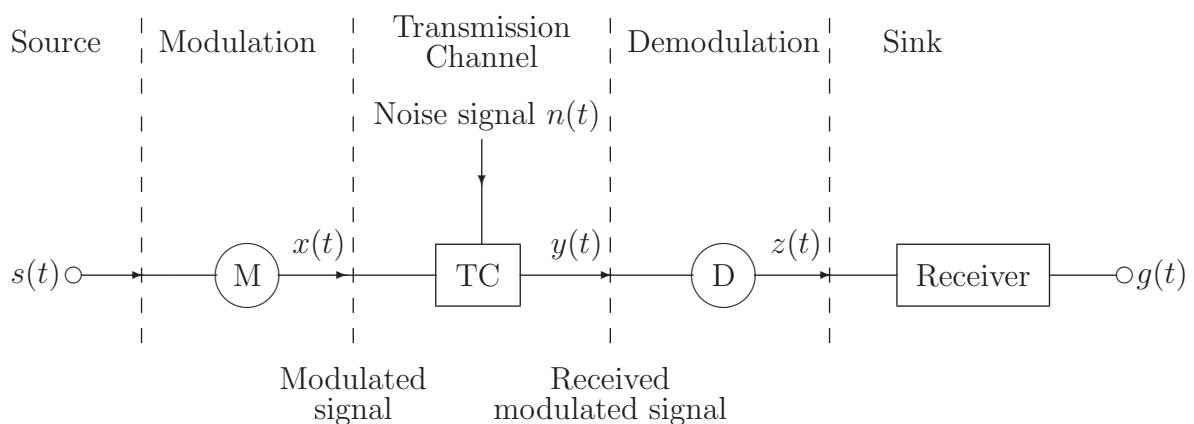 Source
Modulation
Transmission
Channel
Demodulation
Sink
Noise signal n(t)
s(t)
M
x(t)
TC
y(t)
D
z(t)
Receiver
g(t)
Modulated
signal
Received
modulated signal